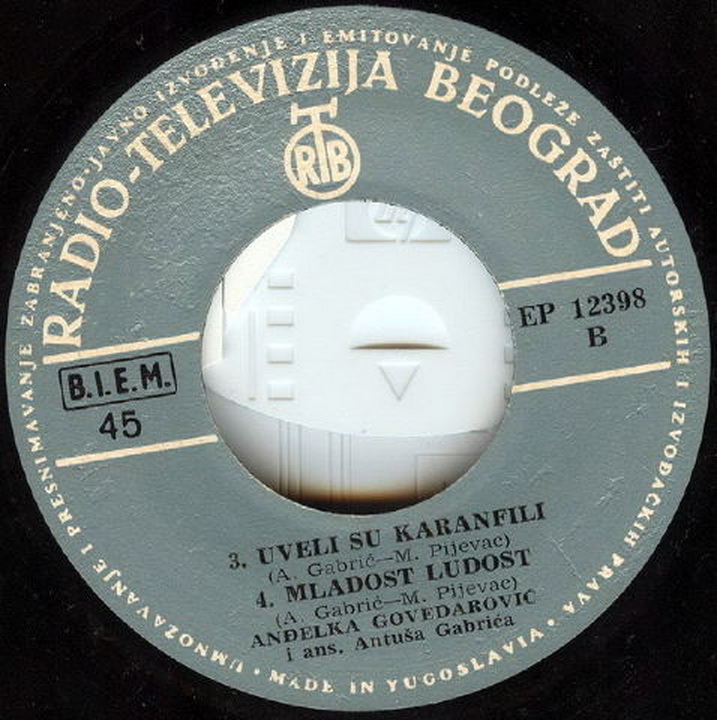 UMNOŽAVANJE I PRESNIMAVANJE ZABRANJENO·JAVNO IZVOĐENJE I EMITOVANJE PODLEŽE ZAŠTITI AUTORSKIH I IZVOĐAČKIH PRAVA·
RADIO-TELEVIZIJA BEOGRAD
RTB
EP 12398
B
B.I.E.M.
45
3. UVELI SU KARANFILI
(A. Gabrić—M. Pijevac)
4. MLADOST LUDOST
(A. Gabrić—M. Pijevac)
ANĐELKA GOVEDAROVIĆ
i ans. Antuša Gabrića
· MADE IN YUGOSLAVIA ·